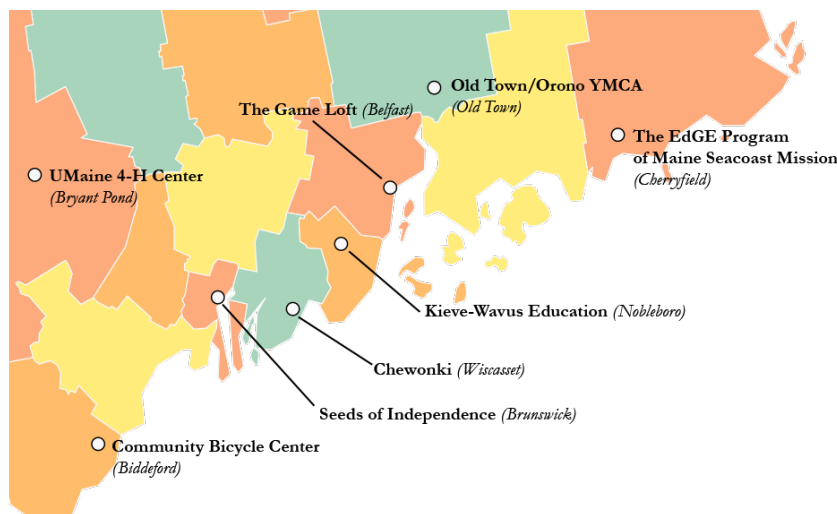 Old Town/Orono YMCA
(Old Town)
The Game Loft (Belfast)
The EdGE Program
of Maine Seacoast Mission
(Cherryfield)
UMaine 4-H Center
(Bryant Pond)
Kieve-Wavus Education (Nobleboro)
Chewonki (Wiscasset)
Seeds of Independence (Brunswick)
Community Bicycle Center
(Biddeford)